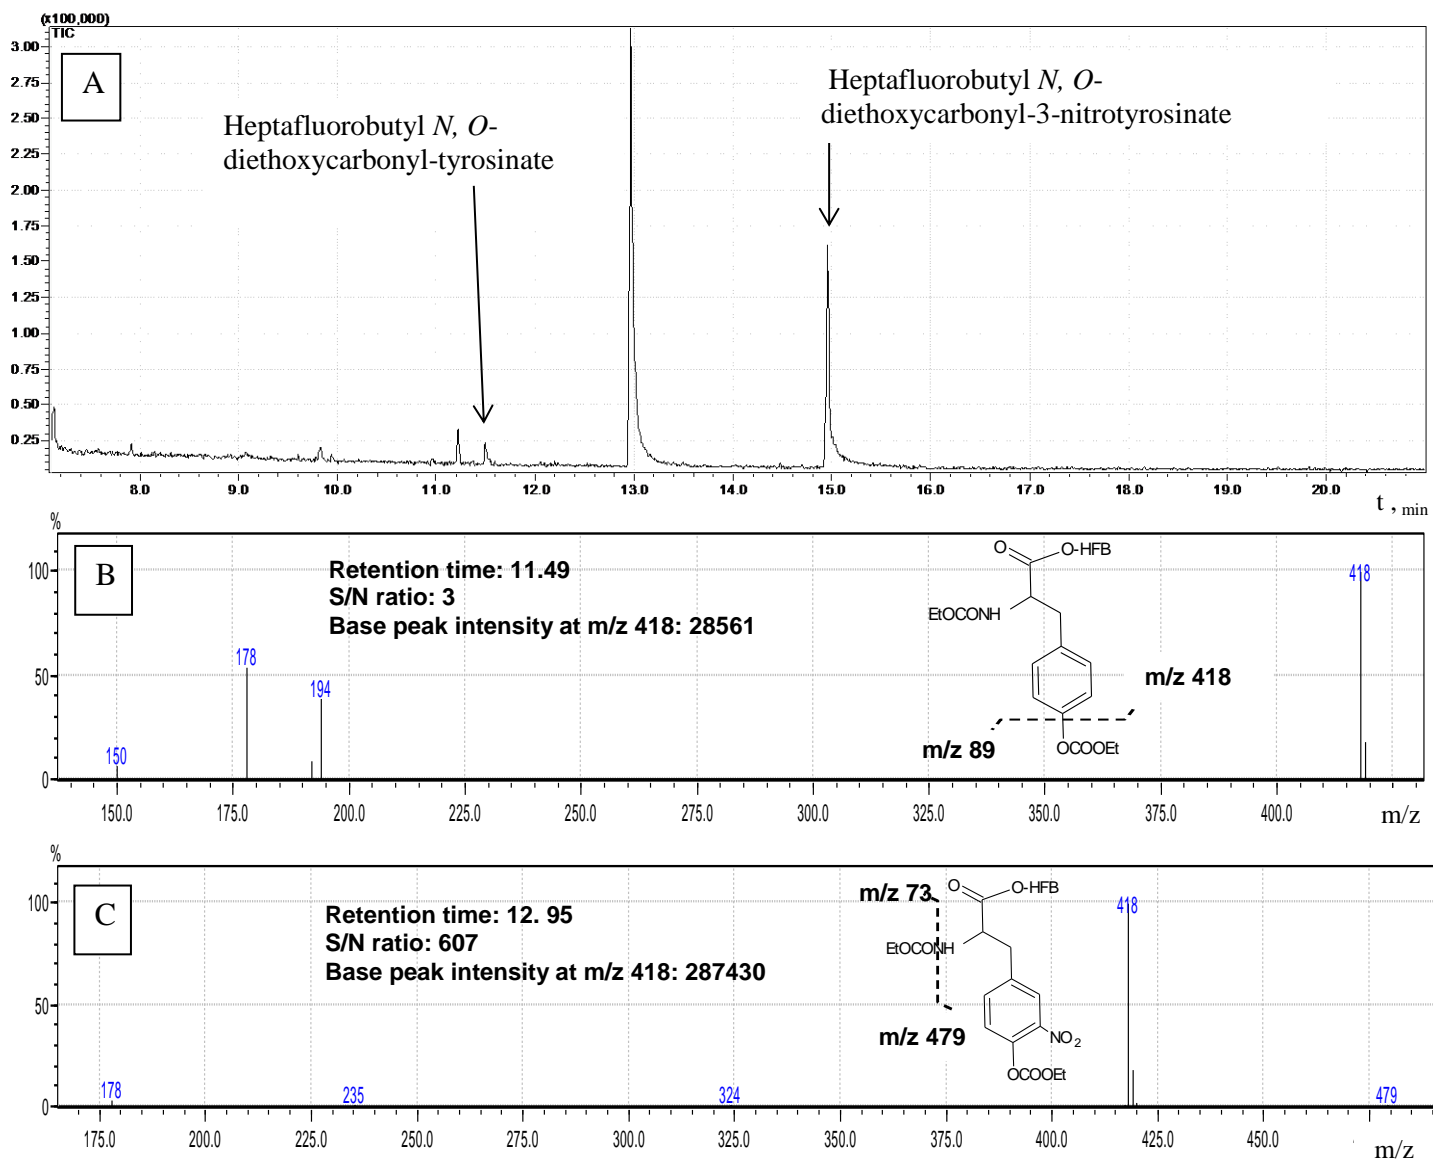 (x100,000)
TIC
3.00
2.75
2.50
2.25
2.00
1.75
1.50
1.25
1.00
0.75
0.50
0.25
A
Heptafluorobutyl N, O-
diethoxycarbonyl-tyrosinate
Heptafluorobutyl N, O-
diethoxycarbonyl-3-nitrotyrosinate
8.0 9.0 10.0 11.0 12.0 13.0 14.0 15.0 16.0 17.0 18.0 19.0 20.0
t , min
%
100
50
0
B
Retention time: 11.49
S/N ratio: 3
Base peak intensity at m/z 418: 28561
150
178
194
418
O
O-HFB
EtOCONH
m/z 418
m/z 89
OCOOEt
150.0 175.0 200.0 225.0 250.0 275.0 300.0 325.0 350.0 375.0 400.0
m/z
%
100
50
0
C
Retention time: 12. 95
S/N ratio: 607
Base peak intensity at m/z 418: 287430
178
235
324
418
479
m/z 73
O
O-HFB
EtOCONH
m/z 479
NO2
OCOOEt
175.0 200.0 225.0 250.0 275.0 300.0 325.0 350.0 375.0 400.0 425.0 450.0
m/z